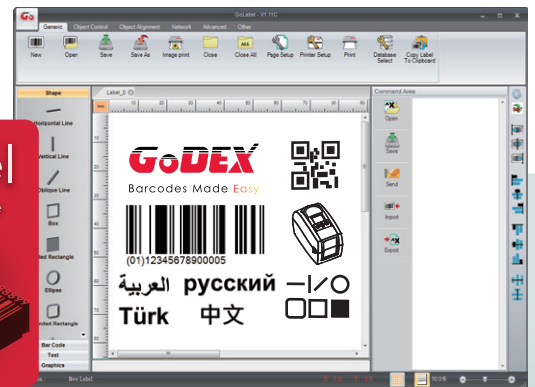 Go
GoLabel - V1.11C
Generic Object Control Object Alignment Network Advanced Other
New Open Save Save As Image print Close Close All Page Setup Printer Setup Print Database Select Copy Label To Clipboard
ALL
Shape
Label_0
Command Area
Horizontal Line
Vertical Line
Oblique Line
Box
Rectangle
Ellipse
Rectangle
Bar Code
Text
Graphics
el
GoDEX
Barcodes Made Easy
(01)12345678900005
العربية русский
Türk 中文
Open
Save
Send
Import
Export
New Label